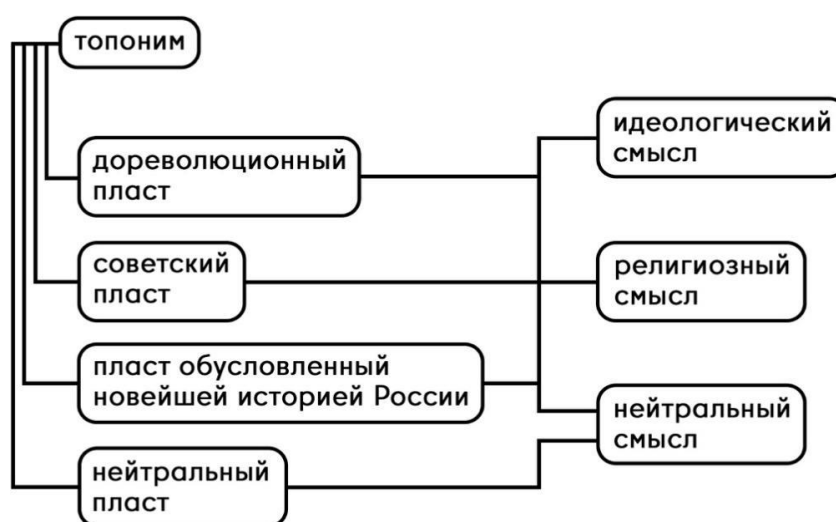 топоним
дореволюционный
пласт
советский
пласт
пласт обусловленный
новейшей историей России
нейтральный
пласт
идеологический
смысл
религиозный
смысл
нейтральный
смысл